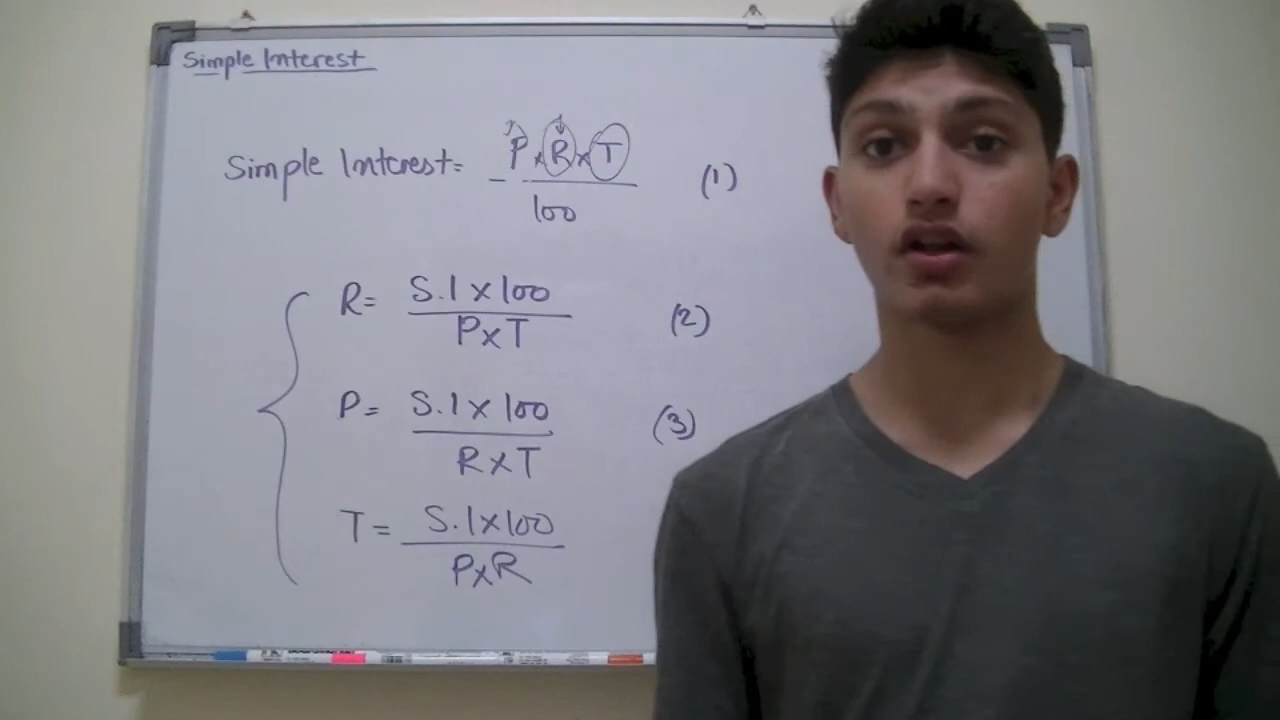 Simple Interest
Simple Interest = P x R x T (1)
100
R = S.I x 100 (2)
P x T
P = S.I x 100 (3)
R x T
T = S.I x 100
P x R